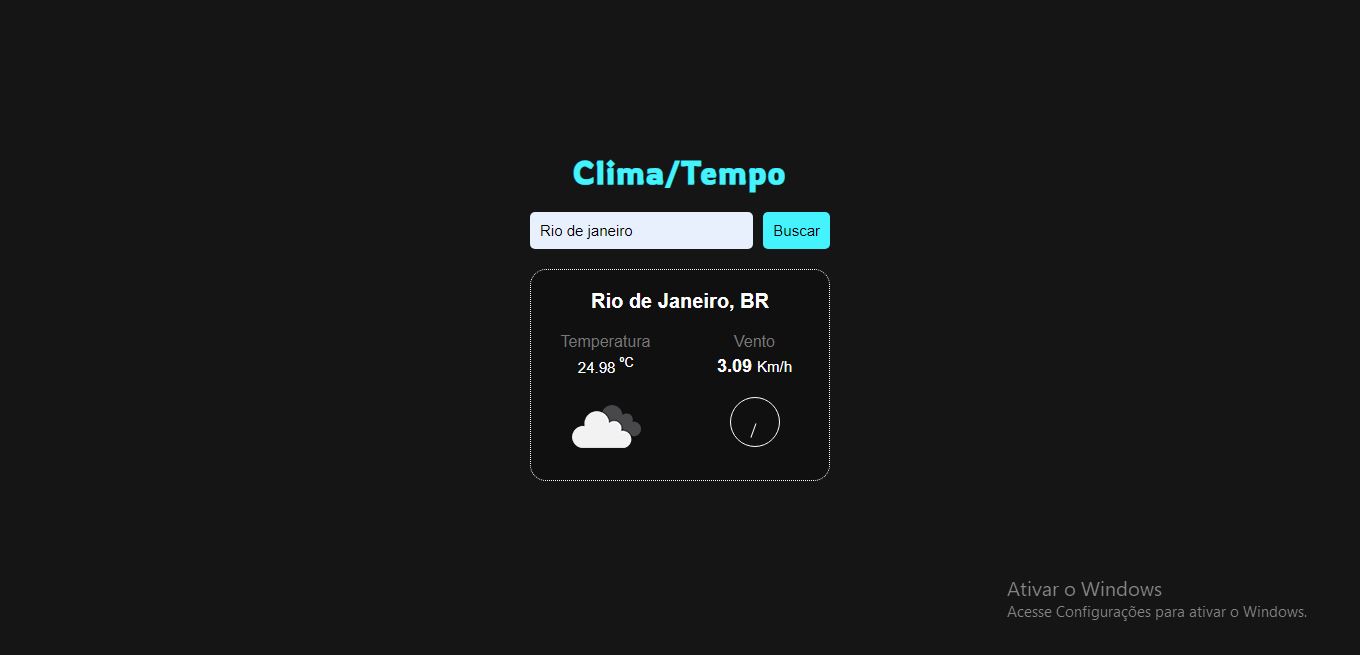 Clima/Tempo
Rio de janeiro
Buscar
Rio de Janeiro, BR
Temperatura
24.98 ºC
Vento
3.09 Km/h
Ativar o Windows
Acesse Configurações para ativar o Windows.